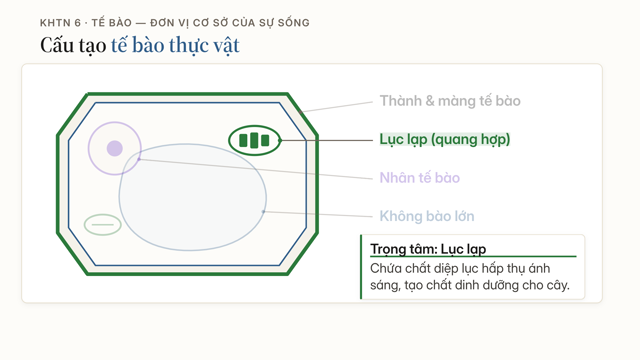 KHTN 6 · TẾ BÀO — ĐƠN VỊ CƠ SỞ CỦA SỰ SỐNG
Cấu tạo tế bào thực vật
Thành & màng tế bào
Lục lạp (quang hợp)
Nhân tế bào
Không bào lớn
Trọng tâm: Lục lạp
Chứa chất diệp lục hấp thụ ánh
sáng, tạo chất dinh dưỡng cho cây.